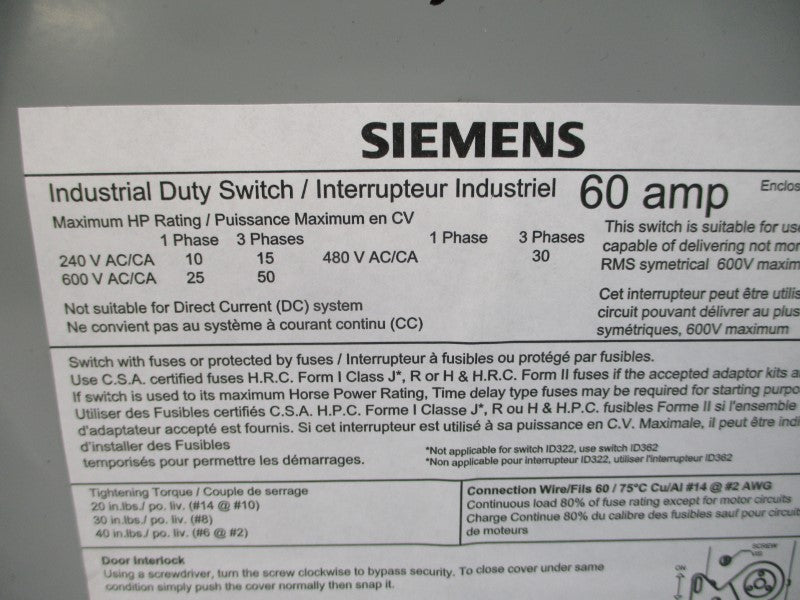 SIEMENS
Industrial Duty Switch / Interrupteur Industriel 60 amp
Maximum HP Rating / Puissance Maximum en CV
1 Phase 3 Phases 1 Phase 3 Phases
240 V AC/CA 10 15 480 V AC/CA 30
600 V AC/CA 25 50
Not suitable for Direct Current (DC) system
Ne convient pas au système à courant continu (CC)
This switch is suitable for use
capable of delivering not mor
RMS symetrical 600V maxim
Cet interrupteur peut être utilis
circuit pouvant délivrer au plus
symétriques, 600V maximum
Switch with fuses or protected by fuses / Interrupteur à fusibles ou protégé par fusibles.
Use C.S.A. certified fuses H.R.C. Form I Class J*, R or H & H.R.C. Form II fuses if the accepted adaptor kits a
If switch is used to its maximum Horse Power Rating, Time delay type fuses may be required for starting purpo
Utiliser des Fusibles certifiés C.S.A. H.P.C. Forme I Classe J*, R ou H & H.P.C. fusibles Forme II si l'ensemble
d'adaptateur accepté est fournis. Si cet interrupteur est utilisé à sa puissance en C.V. Maximale, il peut être indi
d'installer des Fusibles
temporisés pour permettre les démarrages.
*Not applicable for switch ID322, use switch ID362
*Non applicable pour interrupteur ID322, utiliser l'interrupteur ID362
Tightening Torque / Couple de serrage
20 in.lbs./ po. liv. (#14 @ #10)
30 in.lbs./ po. liv. (#8)
40 in.lbs./ po. liv. (#6 @ #2)
Connection Wire/Fils 60 / 75°C Cu/Al #14 @ #2 AWG
Continuous load 80% of fuse rating except for motor circuits
Charge Continue 80% du calibre des fusibles sauf pour circuit
de moteurs
Door Interlock
Using a screwdriver, turn the screw clockwise to bypass security. To close cover under same
condition simply push the cover normally then snap it.
SCREW
VIS
ON